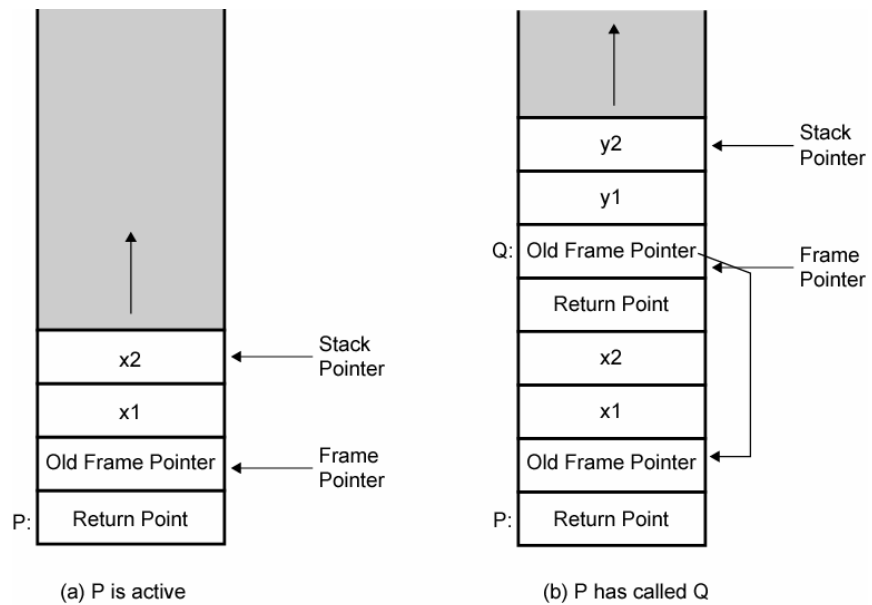 x2
x1
Old Frame Pointer
P: Return Point
Stack
Pointer
Frame
Pointer
(a) P is active
y2
y1
Q: Old Frame Pointer
Return Point
x2
x1
Old Frame Pointer
P: Return Point
Stack
Pointer
Frame
Pointer
(b) P has called Q